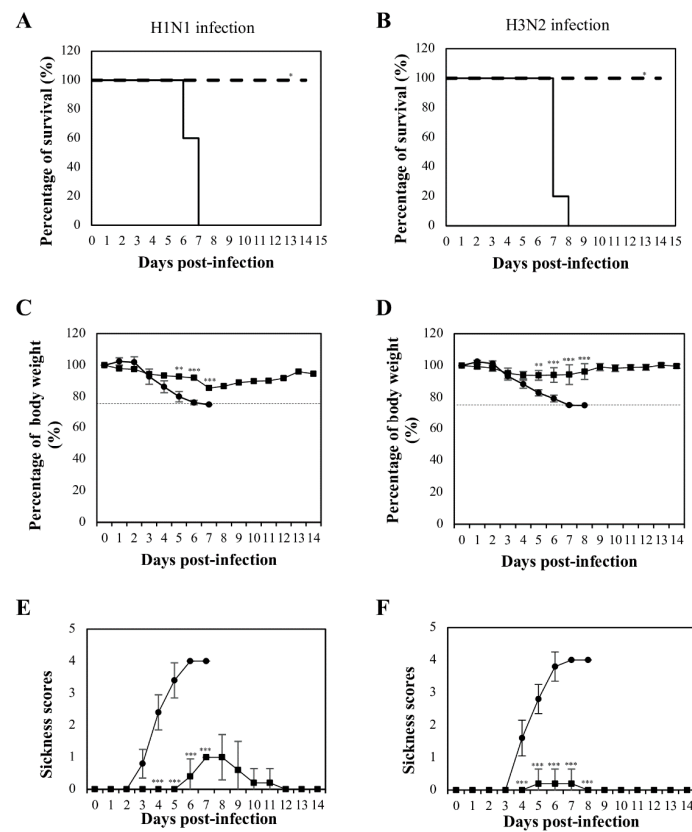 A
H1N1 infection
B
H3N2 infection
120
100
80
60
40
20
0
Percentage of survival (%)
*
0 1 2 3 4 5 6 7 8 9 10 11 12 13 14 15
Days post-infection
120
100
80
60
40
20
0
Percentage of survival (%)
*
0 1 2 3 4 5 6 7 8 9 10 11 12 13 14 15
Days post-infection
C
120
100
80
60
40
20
0
Percentage of body weight
(%)
** *** ***
0 1 2 3 4 5 6 7 8 9 10 11 12 13 14
Days post-infection
D
120
100
80
60
40
20
0
Percentage of body weight
(%)
** *** *** ***
0 1 2 3 4 5 6 7 8 9 10 11 12 13 14
Days post-infection
E
5
4
3
2
1
0
Sickness scores
*** *** *** ***
0 1 2 3 4 5 6 7 8 9 10 11 12 13 14
Days post-infection
F
5
4
3
2
1
0
Sickness scores
*** *** *** *** ***
0 1 2 3 4 5 6 7 8 9 10 11 12 13 14
Days post-infection